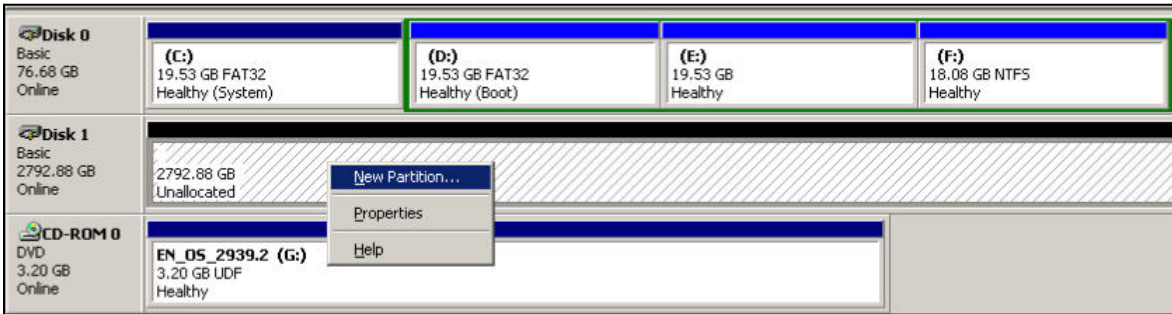 Disk 0
Basic
76.68 GB
Online
(C:)
19.53 GB FAT32
Healthy (System)
(D:)
19.53 GB FAT32
Healthy (Boot)
(E:)
19.53 GB
Healthy
(F:)
18.08 GB NTFS
Healthy
Disk 1
Basic
2792.88 GB
Online
2792.88 GB
Unallocated
New Partition...
Properties
Help
CD-ROM 0
DVD
3.20 GB
Online
EN_OS_2939.2 (G:)
3.20 GB UDF
Healthy